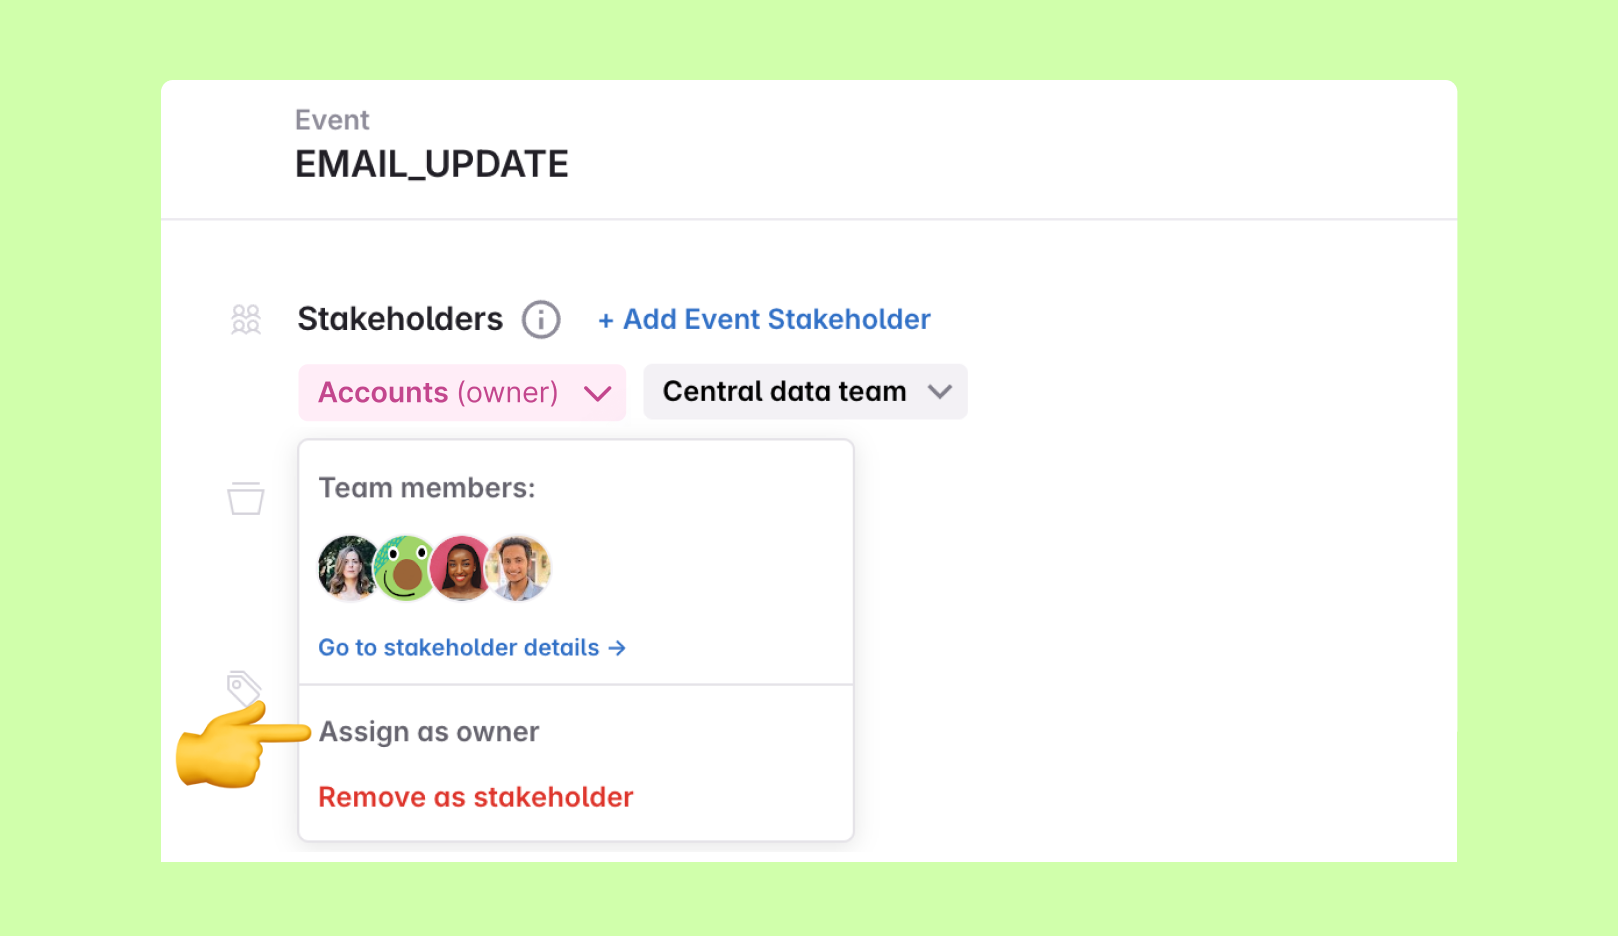 Event
EMAIL_UPDATE
Stakeholders + Add Event Stakeholder
Accounts (owner) Central data team
Team members:
Go to stakeholder details →
Assign as owner
Remove as stakeholder